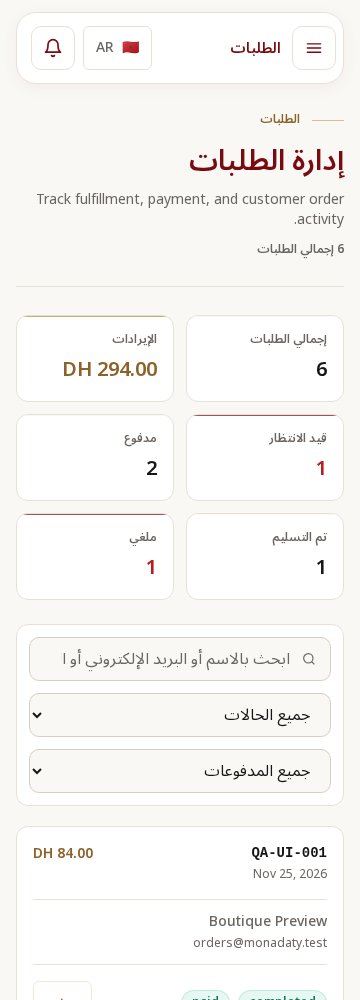 الطلبات
AR
الطلبات
إدارة الطلبات
Track fulfillment, payment, and customer order
activity.
6 إجمالي الطلبات
إجمالي الطلبات
6
الإيرادات
DH 294.00
قيد الانتظار
1
مدفوع
2
تم التسليم
1
ملغي
1
ابحث بالاسم أو البريد الإلكتروني أو ا
جميع الحالات
جميع المدفوعات
QA-UI-001
DH 84.00
Nov 25, 2026
Boutique Preview
orders@monadaty.test
completed
paid